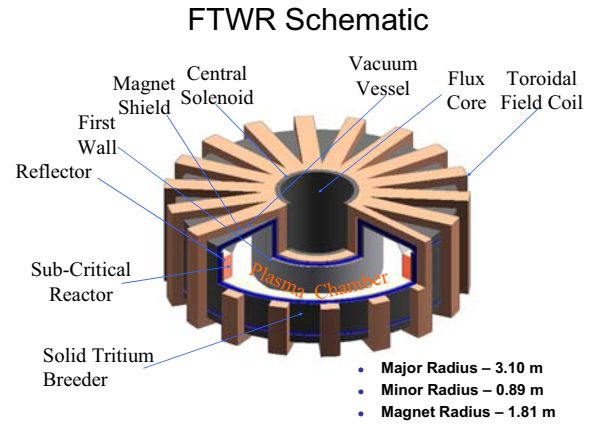 FTWR Schematic
Vacuum
Vessel
Central
Solenoid
Flux
Core
Toroidal
Field Coil
Magnet
Shield
First
Wall
Reflector
Sub-Critical
Reactor
Plasma Chamber
Solid Tritium
Breeder
• Major Radius – 3.10 m
• Minor Radius – 0.89 m
• Magnet Radius – 1.81 m